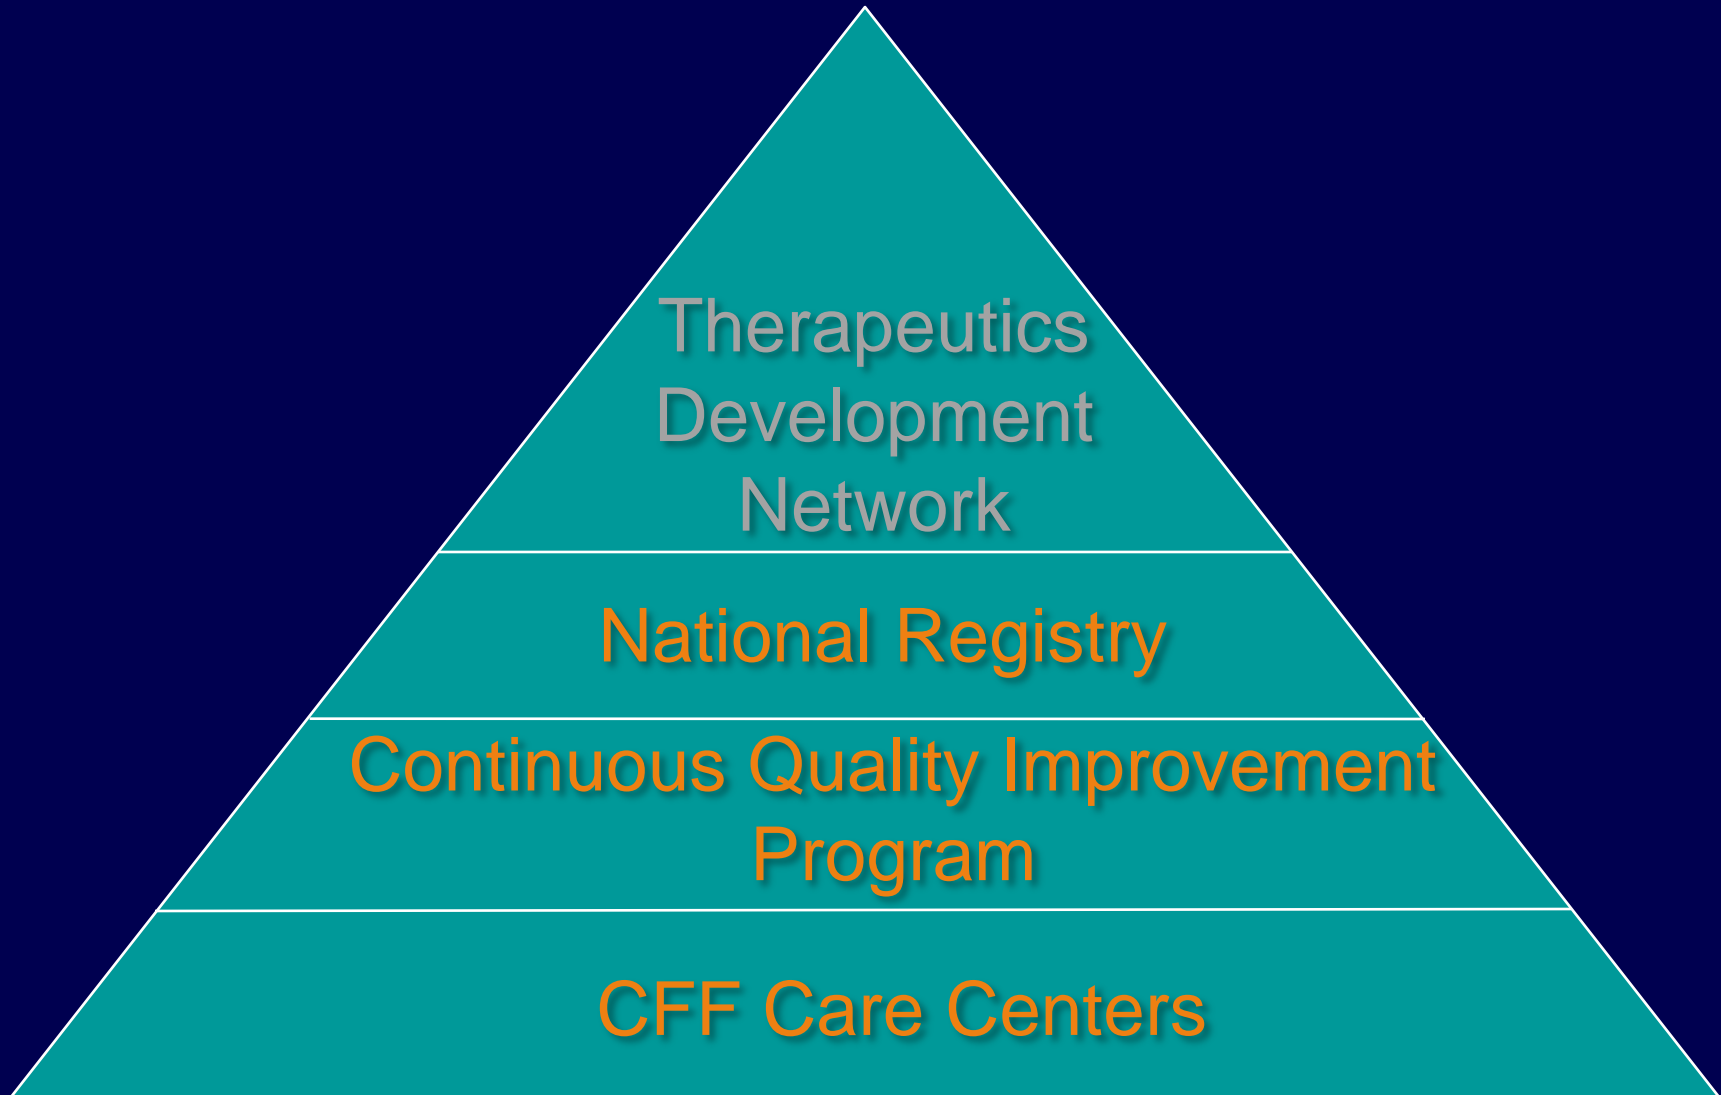 Therapeutics
Development
Network
National Registry
Continuous Quality Improvement
Program
CFF Care Centers